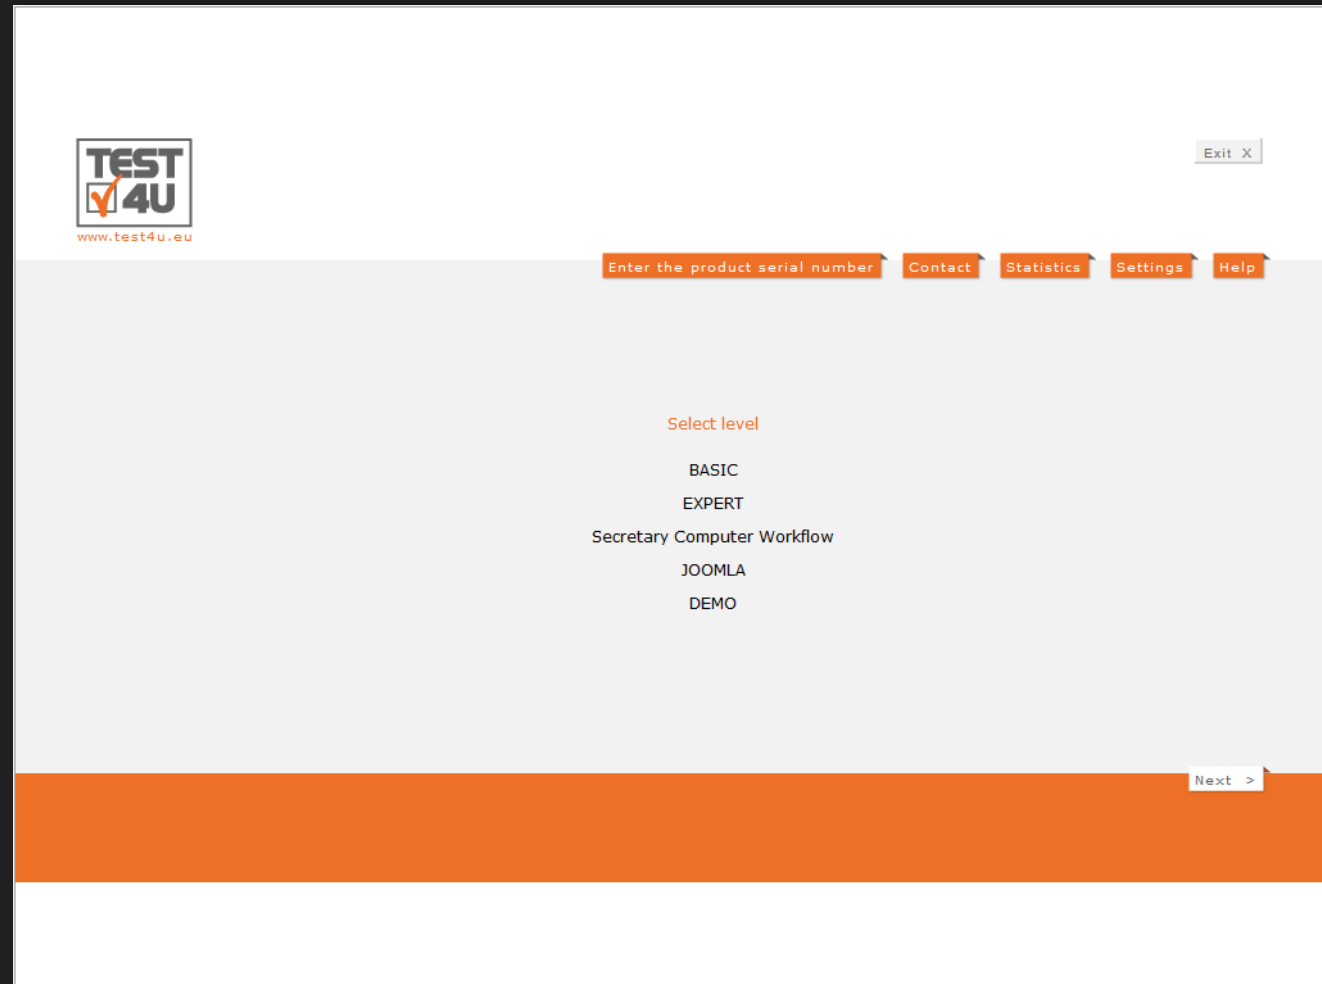 TEST
4U
www.test4u.eu
Exit X
Enter the product serial number Contact Statistics Settings Help
Select level
BASIC
EXPERT
Secretary Computer Workflow
JOOMLA
DEMO
Next >